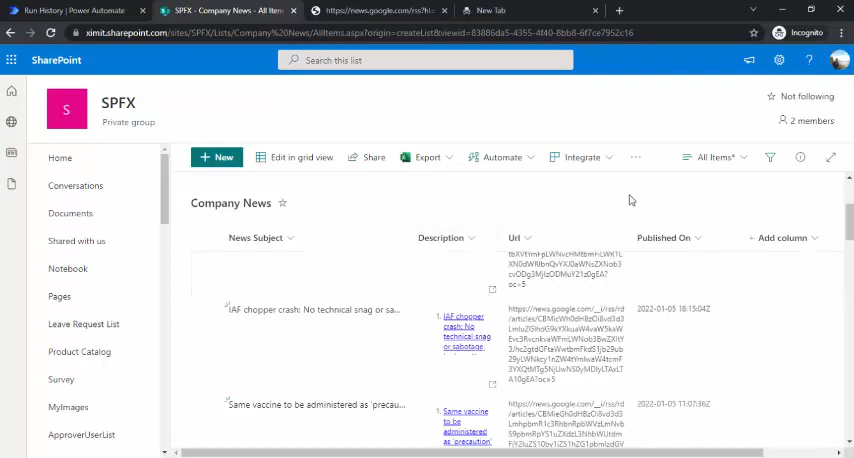 Run History | Power Automate
SPFX - Company News - All Items
https://news.google.com/rss?hl=
New Tab
ximit.sharepoint.com/sites/SPFX/Lists/Company%20News/AllItems.aspx?origin=createList&viewid=83886da5-4355-4f40-8bb8-6f7ce7952c16
Incognito
SharePoint
Search this list
S
SPFX
Private group
Not following
2 members
New
Edit in grid view
Share
Export
Automate
Integrate
All Items*
Home
Conversations
Documents
Shared with us
Notebook
Pages
Leave Request List
Product Catalog
Survey
MyImages
ApproverUserList
Company News
News Subject
Description
Url
Published On
+ Add column
oc=5
IAF chopper crash: No technical snag or sa...
1. IAF chopper
crash: No
technical snag
or sabotage,
https://news.google.com/__i/rss/rd
A10gEA?oc=5
2022-01-05 18:15:04Z
Same vaccine to be administered as 'precau...
1. Same vaccine
to be
administered
as 'precaution'
https://news.google.com/__i/rss/rd
2022-01-05 11:07:36Z